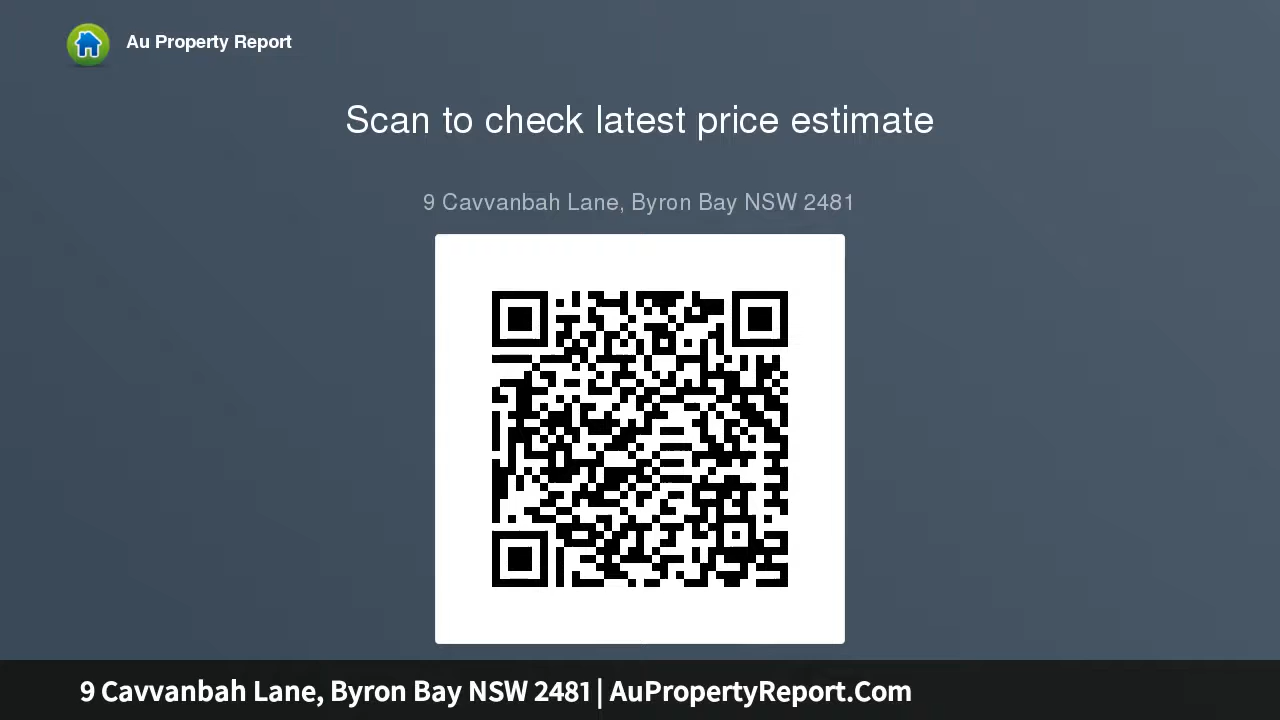 Au Property Report
Scan to check latest price estimate
9 Cavvanbah Lane, Byron Bay NSW 2481
9 Cavvanbah Lane, Byron Bay NSW 2481 | AuPropertyReport.Com